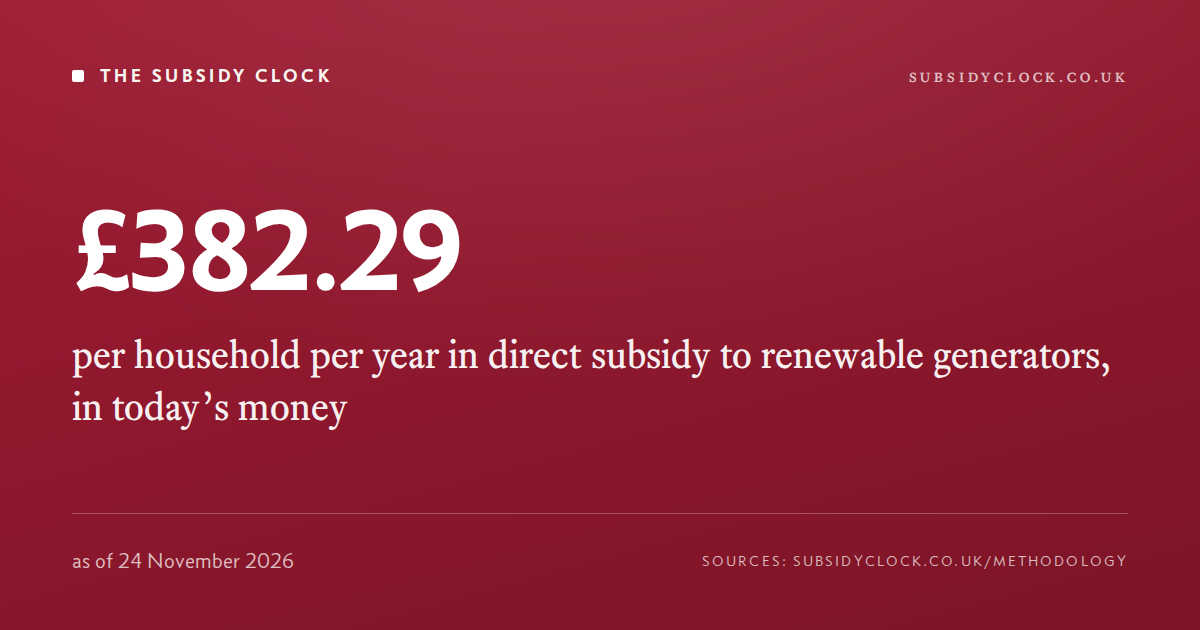 THE SUBSIDY CLOCK
SUBSIDYCLOCK.CO.UK
£382.29
per household per year in direct subsidy to renewable generators,
in today’s money
as of 24 November 2026
SOURCES: SUBSIDYCLOCK.CO.UK/METHODOLOGY